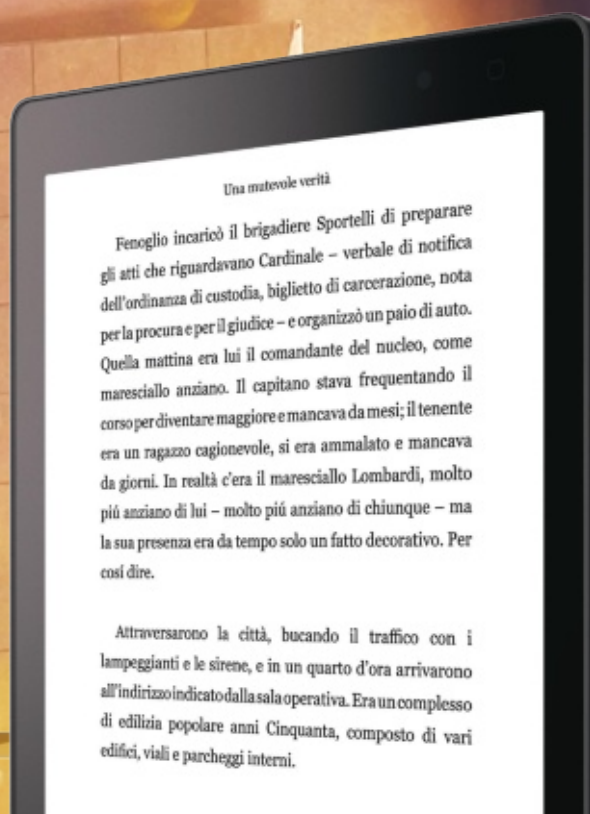 Una mutevole verità
Fenoglio incaricò il brigadiere Sportelli di preparare
gli atti che riguardavano Cardinale – verbale di notifica
dell'ordinanza di custodia, biglietto di carcerazione, nota
per la procura e per il giudice – e organizzò un paio di auto.
Quella mattina era lui il comandante del nucleo, come
maresciallo anziano. Il capitano stava frequentando il
corso per diventare maggiore e mancava da mesi; il tenente
era un ragazzo cagionevole, si era ammalato e mancava
da giorni. In realtà c'era il maresciallo Lombardi, molto
piú anziano di lui – molto piú anziano di chiunque – ma
la sua presenza era da tempo solo un fatto decorativo. Per
cosí dire.
Attraversarono la città, bucando il traffico con i
lampeggianti e le sirene, e in un quarto d'ora arrivarono
all'indirizzo indicato dalla sala operativa. Era un complesso
di edilizia popolare anni Cinquanta, composto di vari
edifici, viali e parcheggi interni.